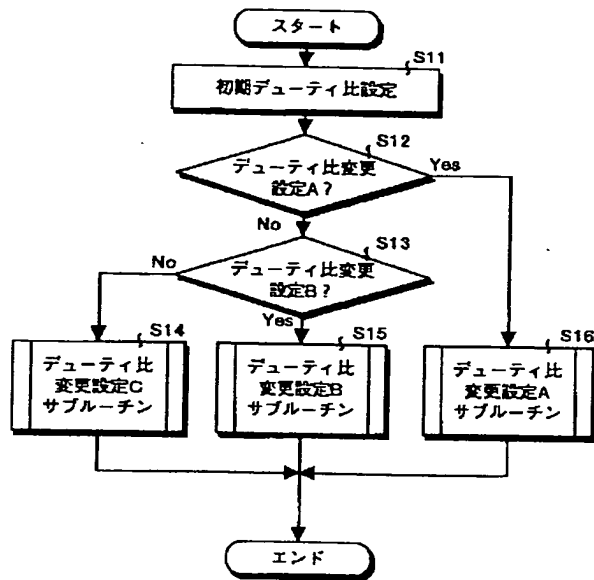 スタート
S11
初期デューティ比設定
S12
デューティ比変更
設定A?
Yes
No
S13
デューティ比変更
設定B?
No
Yes
S14
デューティ比
変更設定C
サブルーチン
S15
デューティ比
変更設定B
サブルーチン
S16
デューティ比
変更設定A
サブルーチン
エンド